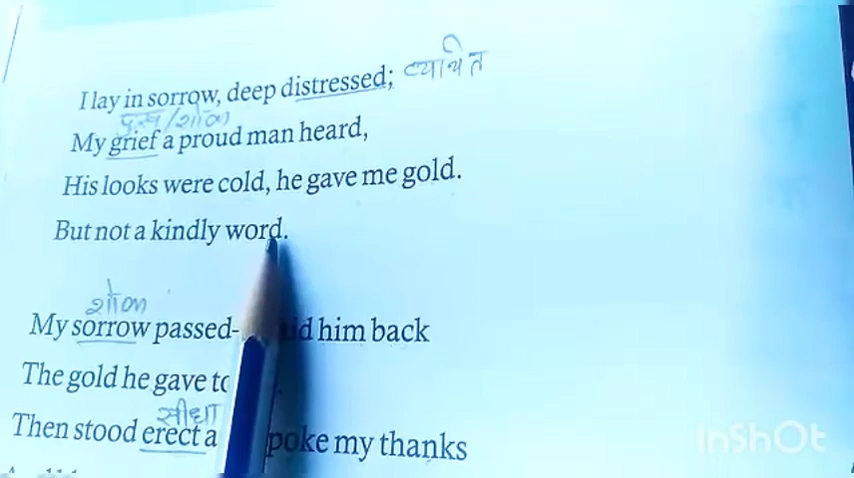 I lay in sorrow, deep distressed; व्यथित
दुख/शोक
My grief a proud man heard,
His looks were cold, he gave me gold.
But not a kindly word.
शोक
My sorrow passed- him back
The gold he gave
सीधा
Then stood erect my thanks
InShOt